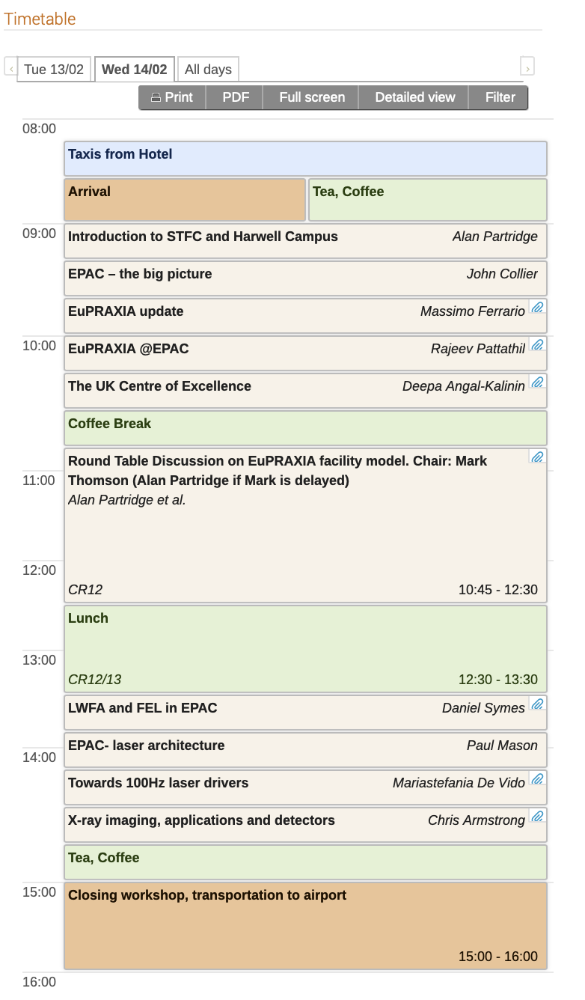 Timetable
‹ Tue 13/02 Wed 14/02 All days ›
Print PDF Full screen Detailed view Filter
08:00
Taxis from Hotel
Arrival Tea, Coffee
09:00
Introduction to STFC and Harwell Campus Alan Partridge
EPAC – the big picture John Collier
EuPRAXIA update Massimo Ferrario
10:00
EuPRAXIA @EPAC Rajeev Pattathil
The UK Centre of Excellence Deepa Angal-Kalinin
Coffee Break
Round Table Discussion on EuPRAXIA facility model. Chair: Mark
11:00
Thomson (Alan Partridge if Mark is delayed)
Alan Partridge et al.
12:00
CR12 10:45 - 12:30
Lunch
13:00
CR12/13 12:30 - 13:30
LWFA and FEL in EPAC Daniel Symes
EPAC- laser architecture Paul Mason
14:00
Towards 100Hz laser drivers Mariastefania De Vido
X-ray imaging, applications and detectors Chris Armstrong
Tea, Coffee
15:00
Closing workshop, transportation to airport
15:00 - 16:00
16:00